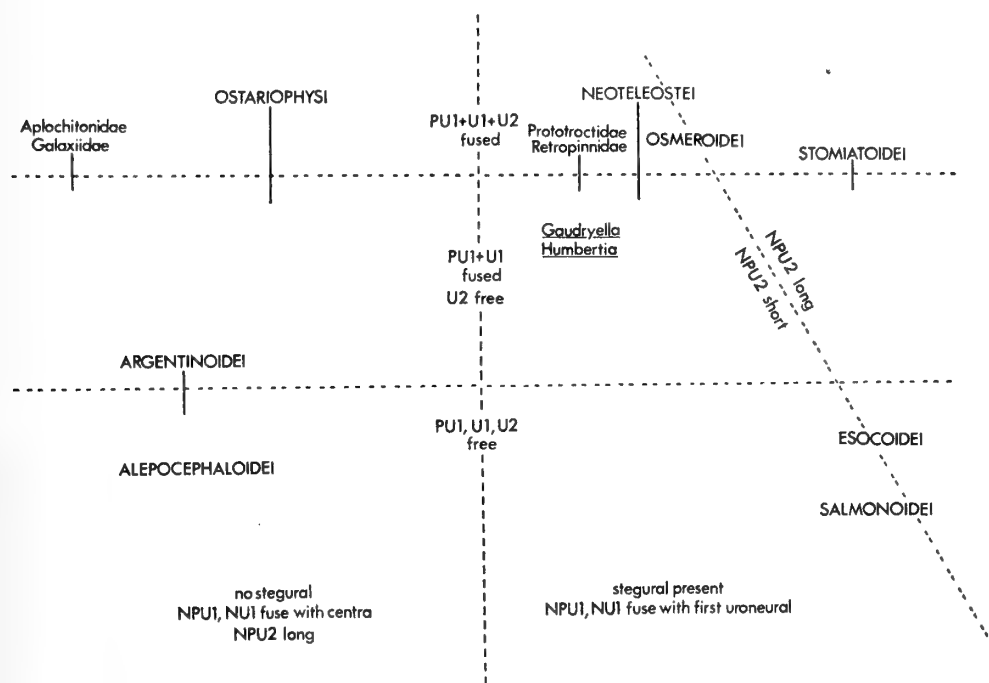 OSTARIOPHYSI
NEOTELEOSTEI
Aplochitonidae
Galaxiidae
PU1+U1+U2
fused
Prototroctidae
Retropinnidae
OSMEROIDEI
STOMIATOIDEI
Gaudryella
Humbertia
PU1+U1
fused
U2 free
NPU2 long
NPU2 short
ARGENTINOIDEI
PU1, U1, U2
free
ESOCOIDEI
ALEPOCEPHALOIDEI
SALMONOIDEI
no stegural
NPU1, NU1 fuse with centra
NPU2 long
stegural present
NPU1, NU1 fuse with first uroneural